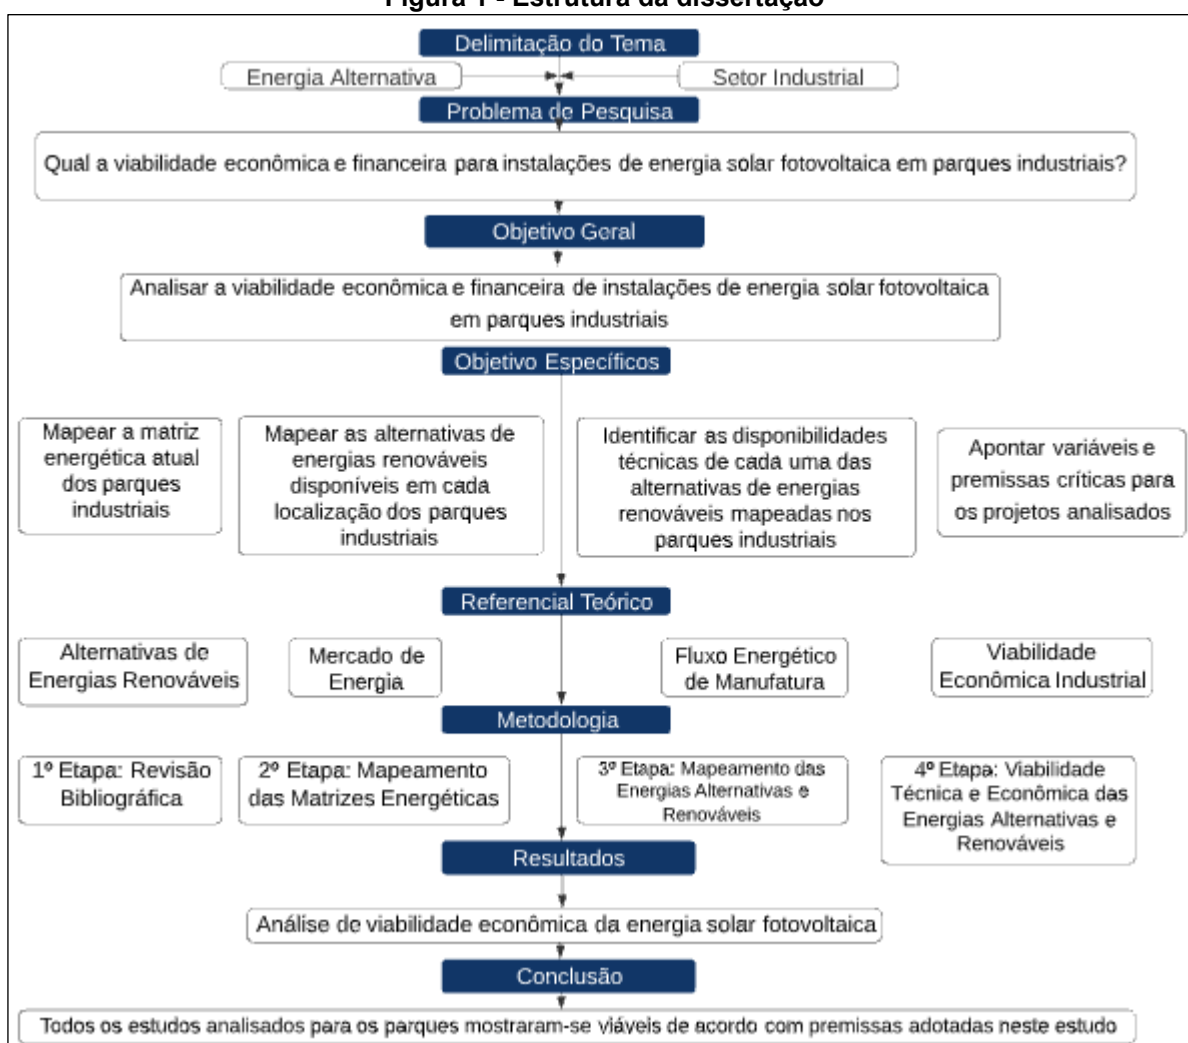 Figura 1 - Estrutura da dissertação
Delimitação do Tema
Energia Alternativa
Setor Industrial
Problema de Pesquisa
Qual a viabilidade econômica e financeira para instalações de energia solar fotovoltaica em parques industriais?
Objetivo Geral
Analisar a viabilidade econômica e financeira de instalações de energia solar fotovoltaica
em parques industriais
Objetivo Específicos
Mapear a matriz
energética atual
dos parques
industriais
Mapear as alternativas de
energias renováveis
disponíveis em cada
localização dos parques
industriais
Identificar as disponibilidades
técnicas de cada uma das
alternativas de energias
renováveis mapeadas nos
parques industriais
Apontar variáveis e
premissas críticas para
os projetos analisados
Referencial Teórico
Alternativas de
Energias Renováveis
Mercado de
Energia
Fluxo Energético
de Manufatura
Viabilidade
Econômica Industrial
Metodologia
1º Etapa: Revisão
Bibliográfica
2º Etapa: Mapeamento
das Matrizes Energéticas
3º Etapa: Mapeamento das
Energias Alternativas e
Renováveis
4º Etapa: Viabilidade
Técnica e Econômica das
Energias Alternativas e
Renováveis
Resultados
Análise de viabilidade econômica da energia solar fotovoltaica
Conclusão
Todos os estudos analisados para os parques mostraram-se viáveis de acordo com premissas adotadas neste estudo